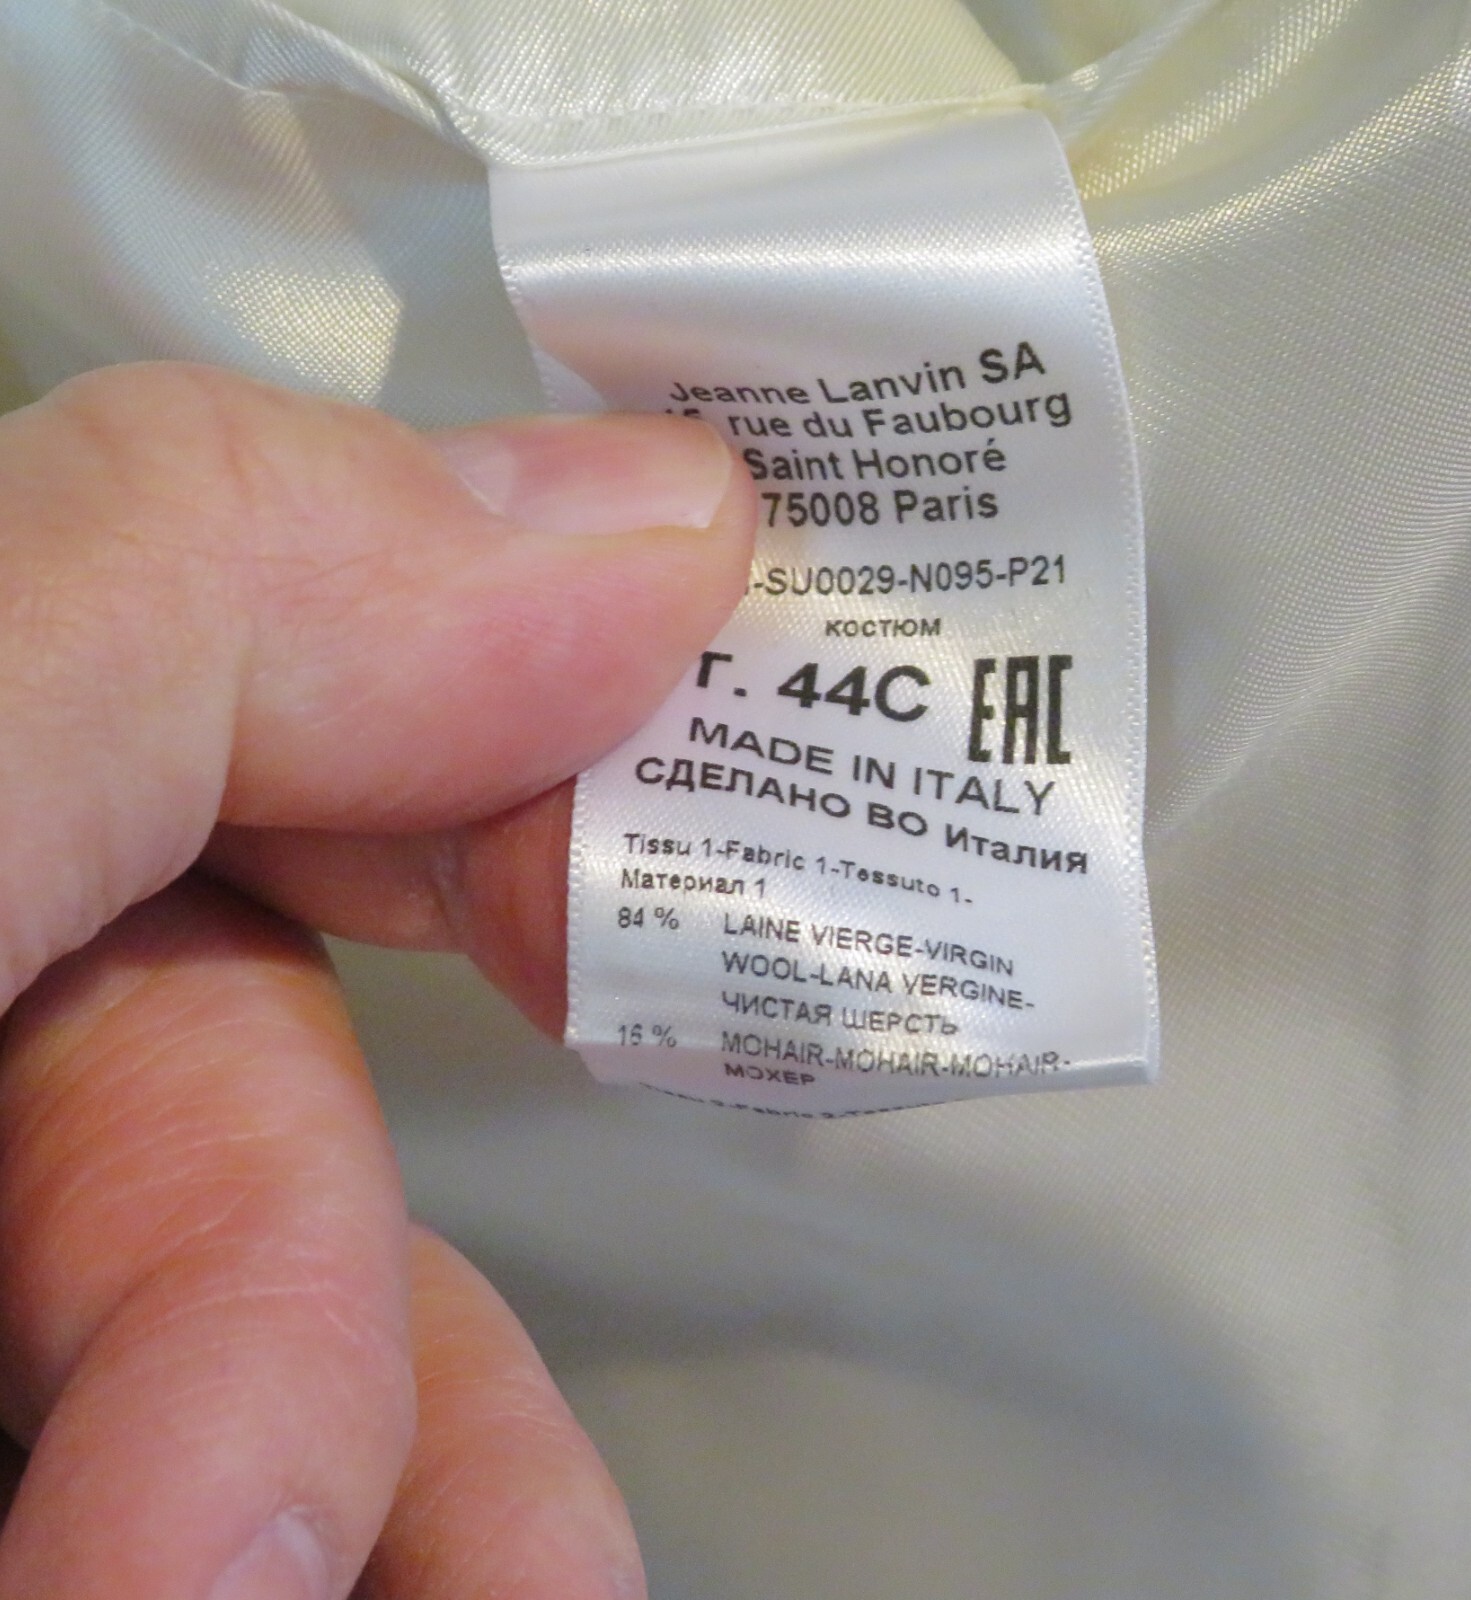 Jeanne Lanvin SA
rue du Faubourg
Saint Honoré
75008 Paris
-SU0029-N095-P21
костюм
т. 44C EAC
MADE IN ITALY
СДЕЛАНО ВО Италия
Tissu 1-Fabric 1-Tessuto 1-
Материал 1
84 % LAINE VIERGE-VIRGIN
WOOL-LANA VERGINE-
ЧИСТАЯ ШЕРСТЬ
16 % MOHAIR-MOHAIR-MOHAIR-
МОХЕР